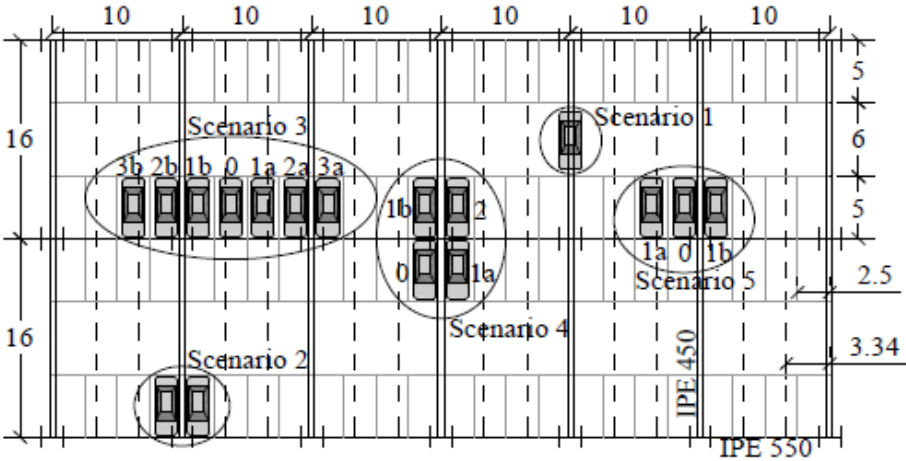 10 10 10 10 10 10
5
Scenario 1
Scenario 3
16
6
3b 2b 1b 0 1a 2a 3a
1b 2
5
0 1a
1a 0 1b
Scenario 5
2.5
Scenario 4
16
Scenario 2
IPE 450
3.34
IPE 550